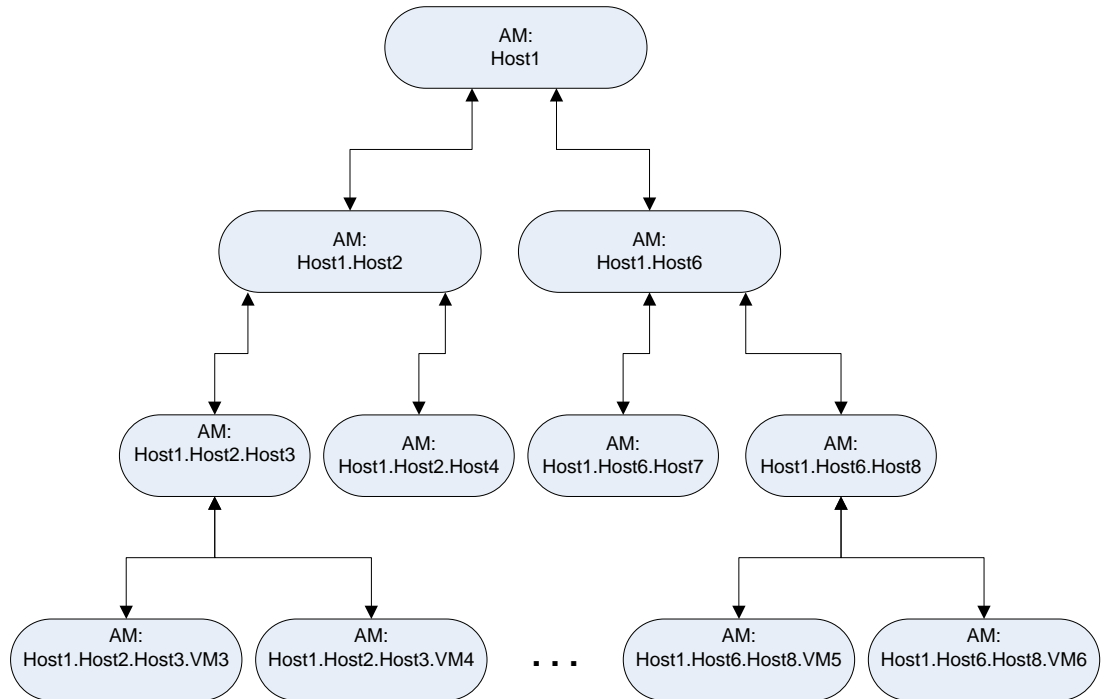 AM:
Host1
AM:
Host1.Host2
AM:
Host1.Host6
AM:
Host1.Host2.Host3
AM:
Host1.Host2.Host4
AM:
Host1.Host6.Host7
AM:
Host1.Host6.Host8
AM:
Host1.Host2.Host3.VM3
AM:
Host1.Host2.Host3.VM4
. . .
AM:
Host1.Host6.Host8.VM5
AM:
Host1.Host6.Host8.VM6